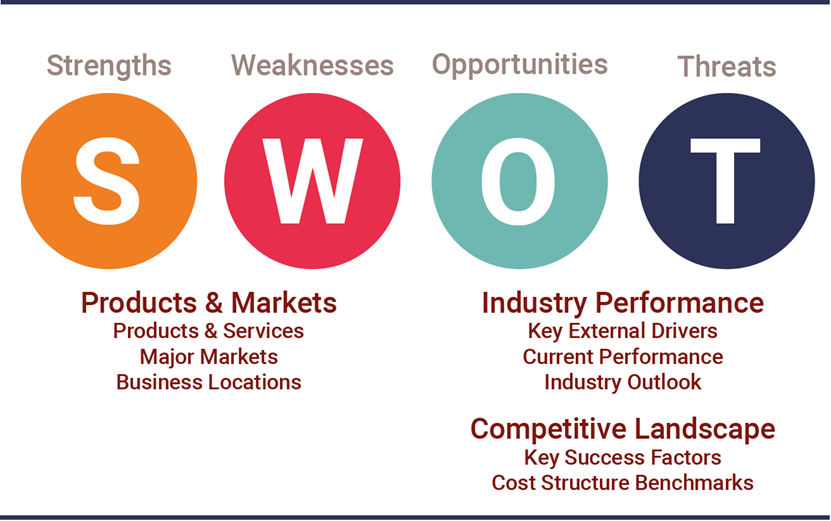 Strengths
Weaknesses
Opportunities
Threats
S
W
O
T
Products & Markets
Products & Services
Major Markets
Business Locations
Industry Performance
Key External Drivers
Current Performance
Industry Outlook
Competitive Landscape
Key Success Factors
Cost Structure Benchmarks